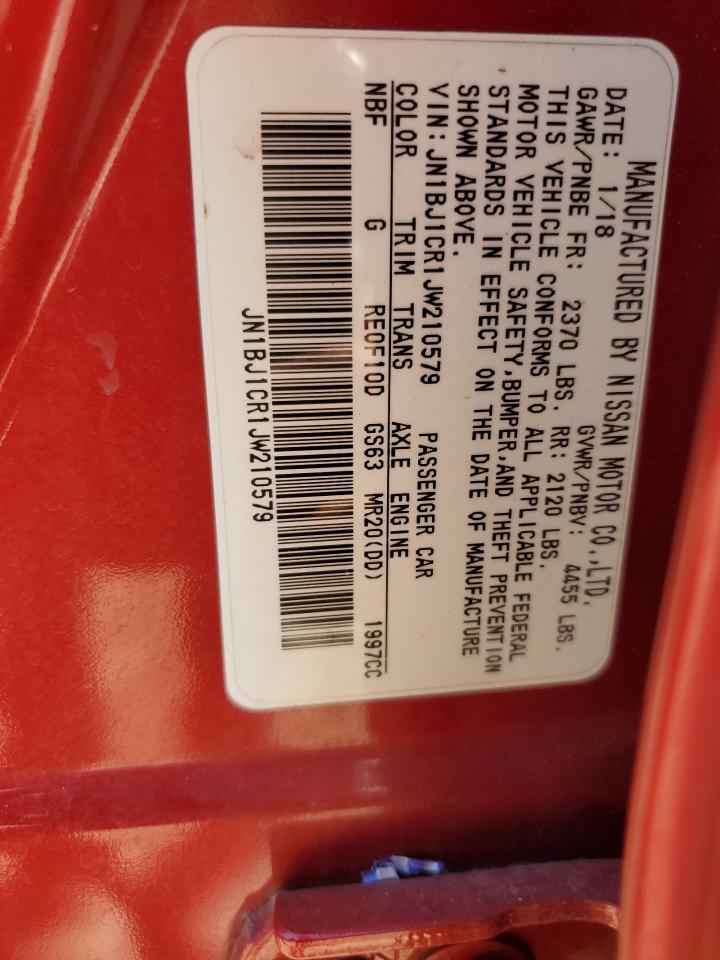 MANUFACTURED BY NISSAN MOTOR CO.,LTD.
DATE: 1/18 GVWR/PNBV: 4455 LBS.
GAWR/PNBE FR: 2370 LBS. RR: 2120 LBS.
THIS VEHICLE CONFORMS TO ALL APPLICABLE FEDERAL
MOTOR VEHICLE SAFETY,BUMPER,AND THEFT PREVENTION
STANDARDS IN EFFECT ON THE DATE OF MANUFACTURE
SHOWN ABOVE.
VIN: JN1BJ1CR1JW210579 PASSENGER CAR
COLOR TRIM TRANS AXLE ENGINE
NBF G RE0F10D GS63 MR20(DD) 1997CC
JN1BJ1CR1JW210579